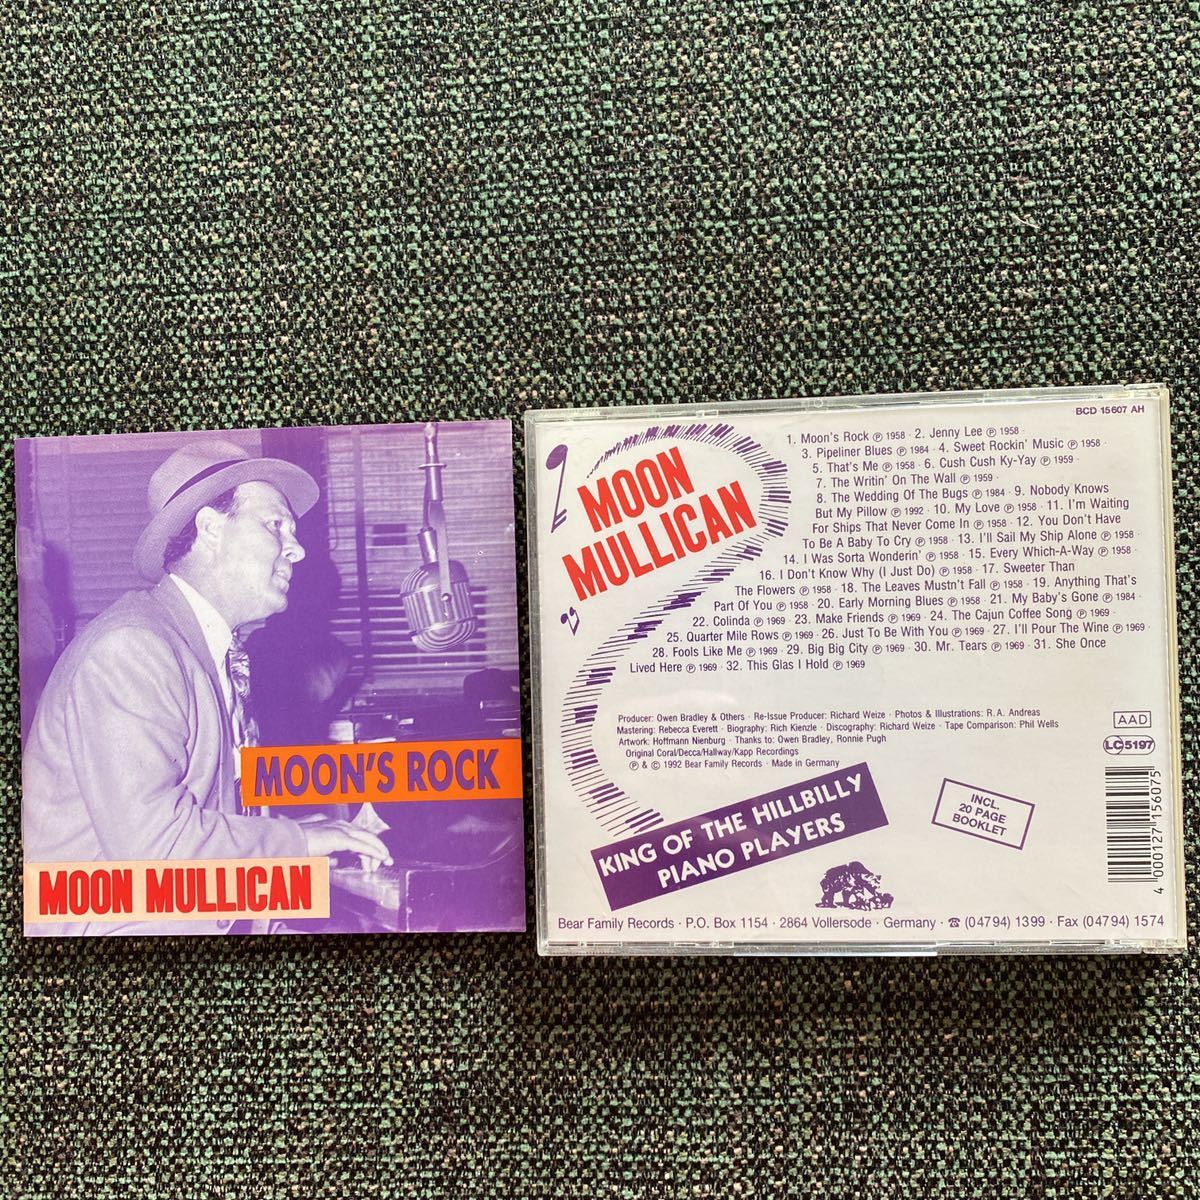 MOON'S ROCK
MOON MULLICAN
BCD 15607 AH
MOON
MULLICAN
1. Moon's Rock ℗ 1958 · 2. Jenny Lee ℗ 1958 ·
3. Pipeliner Blues ℗ 1984 · 4. Sweet Rockin' Music ℗ 1958 ·
5. That's Me ℗ 1958 · 6. Cush Cush Ky-Yay ℗ 1959 ·
7. The Writin' On The Wall ℗ 1959 ·
8. The Wedding Of The Bugs ℗ 1984 · 9. Nobody Knows
But My Pillow ℗ 1992 · 10. My Love ℗ 1958 · 11. I'm Waiting
For Ships That Never Come In ℗ 1958 · 12. You Don't Have
To Be A Baby To Cry ℗ 1958 · 13. I'll Sail My Ship Alone ℗ 1958 ·
14. I Was Sorta Wonderin' ℗ 1958 · 15. Every Which-A-Way ℗ 1958 ·
16. I Don't Know Why (I Just Do) ℗ 1958 · 17. Sweeter Than
The Flowers ℗ 1958 · 18. The Leaves Mustn't Fall ℗ 1958 · 19. Anything That's
Part Of You ℗ 1958 · 20. Early Morning Blues ℗ 1958 · 21. My Baby's Gone ℗ 1984 ·
22. Colinda ℗ 1969 · 23. Make Friends ℗ 1969 · 24. The Cajun Coffee Song ℗ 1969 ·
25. Quarter Mile Rows ℗ 1969 · 26. Just To Be With You ℗ 1969 · 27. I'll Pour The Wine ℗ 1969 ·
28. Fools Like Me ℗ 1969 · 29. Big Big City ℗ 1969 · 30. Mr. Tears ℗ 1969 · 31. She Once
Lived Here ℗ 1969 · 32. This Glas I Hold ℗ 1969
Producer: Owen Bradley & Others · Re-Issue Producer: Richard Weize · Photos & Illustrations: R. A. Andreas
Mastering: Rebecca Everett · Biography: Rich Kienzle · Discography: Richard Weize · Tape Comparison: Phil Wells
Artwork: Hoffmann Nienburg · Thanks to: Owen Bradley, Ronnie Pugh
Original Coral/Decca/Hallway/Kapp Recordings
℗ & © 1992 Bear Family Records · Made in Germany
AAD
LC 5197
KING OF THE HILLBILLY
PIANO PLAYERS
INCL.
20 PAGE
BOOKLET
4 000127 156075
Bear Family Records · P.O. Box 1154 · 2864 Vollersode · Germany · ☎ (04794) 1399 · Fax (04794) 1574